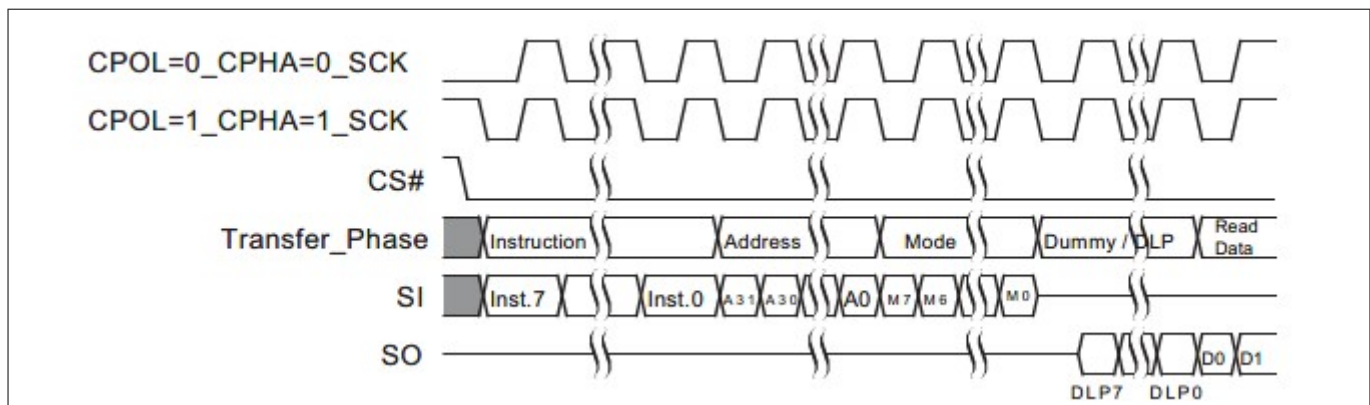 CPOL=0_CPHA=0_SCK
CPOL=1_CPHA=1_SCK
CS#
Transfer_Phase Instruction Address Mode Dummy / DLP Read Data
SI Inst.7 Inst.0 A31 A30 A0 M7 M6 M0
SO D0 D1
DLP7 DLP0